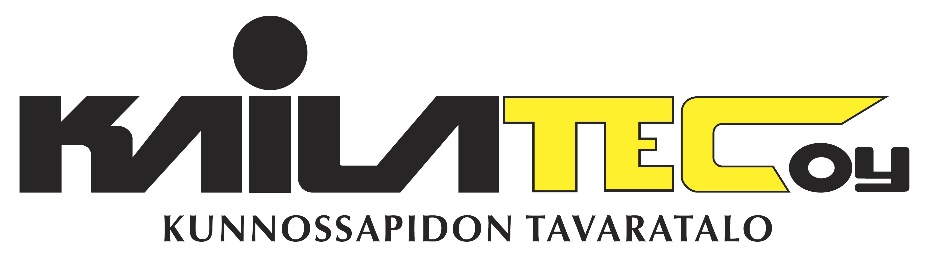 KAILATEC OY
KUNNOSSAPIDON TAVARATALO